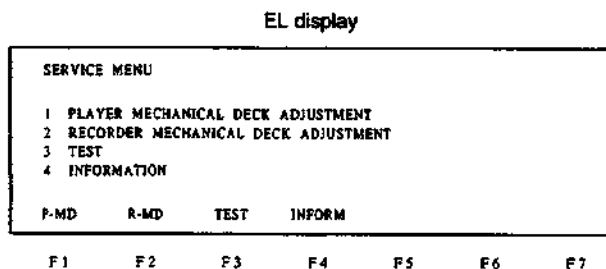 EL display
SERVICE MENU
1 PLAYER MECHANICAL DECK ADJUSTMENT
2 RECORDER MECHANICAL DECK ADJUSTMENT
3 TEST
4 INFORMATION
P-MD R-MD TEST INFORM
F1 F2 F3 F4 F5 F6 F7